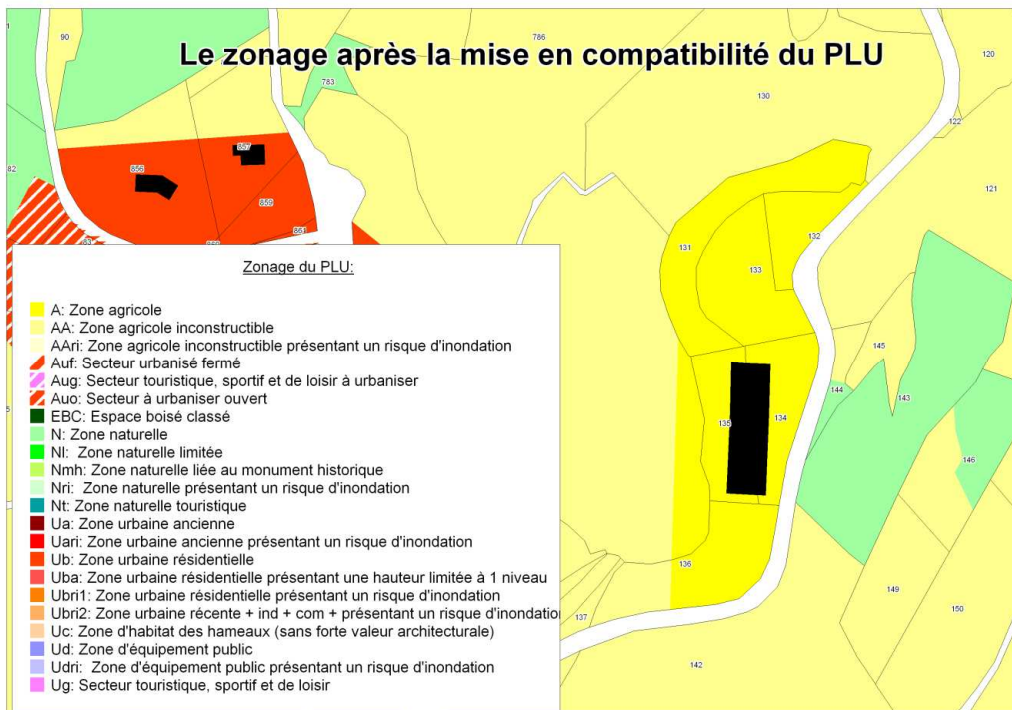 90
786
Le zonage après la mise en compatibilité du PLU
120
783
130
122
857
82
856
121
859
861
83
131
132
133
Zonage du PLU:
A: Zone agricole
AA: Zone agricole inconstructible
AAri: Zone agricole inconstructible présentant un risque d'inondation
Auf: Secteur urbanisé fermé
Aug: Secteur touristique, sportif et de loisir à urbaniser
Auo: Secteur à urbaniser ouvert
EBC: Espace boisé classé
N: Zone naturelle
Nl: Zone naturelle limitée
Nmh: Zone naturelle liée au monument historique
Nri: Zone naturelle présentant un risque d'inondation
Nt: Zone naturelle touristique
Ua: Zone urbaine ancienne
Uari: Zone urbaine ancienne présentant un risque d'inondation
Ub: Zone urbaine résidentielle
Uba: Zone urbaine résidentielle présentant une hauteur limitée à 1 niveau
Ubri1: Zone urbaine résidentielle présentant un risque d'inondation
Ubri2: Zone urbaine récente + ind + com + présentant un risque d'inondation
Uc: Zone d'habitat des hameaux (sans forte valeur architecturale)
Ud: Zone d'équipement public
Udri: Zone d'équipement public présentant un risque d'inondation
Ug: Secteur touristique, sportif et de loisir
145
144
143
135
134
146
136
149
150
137
142